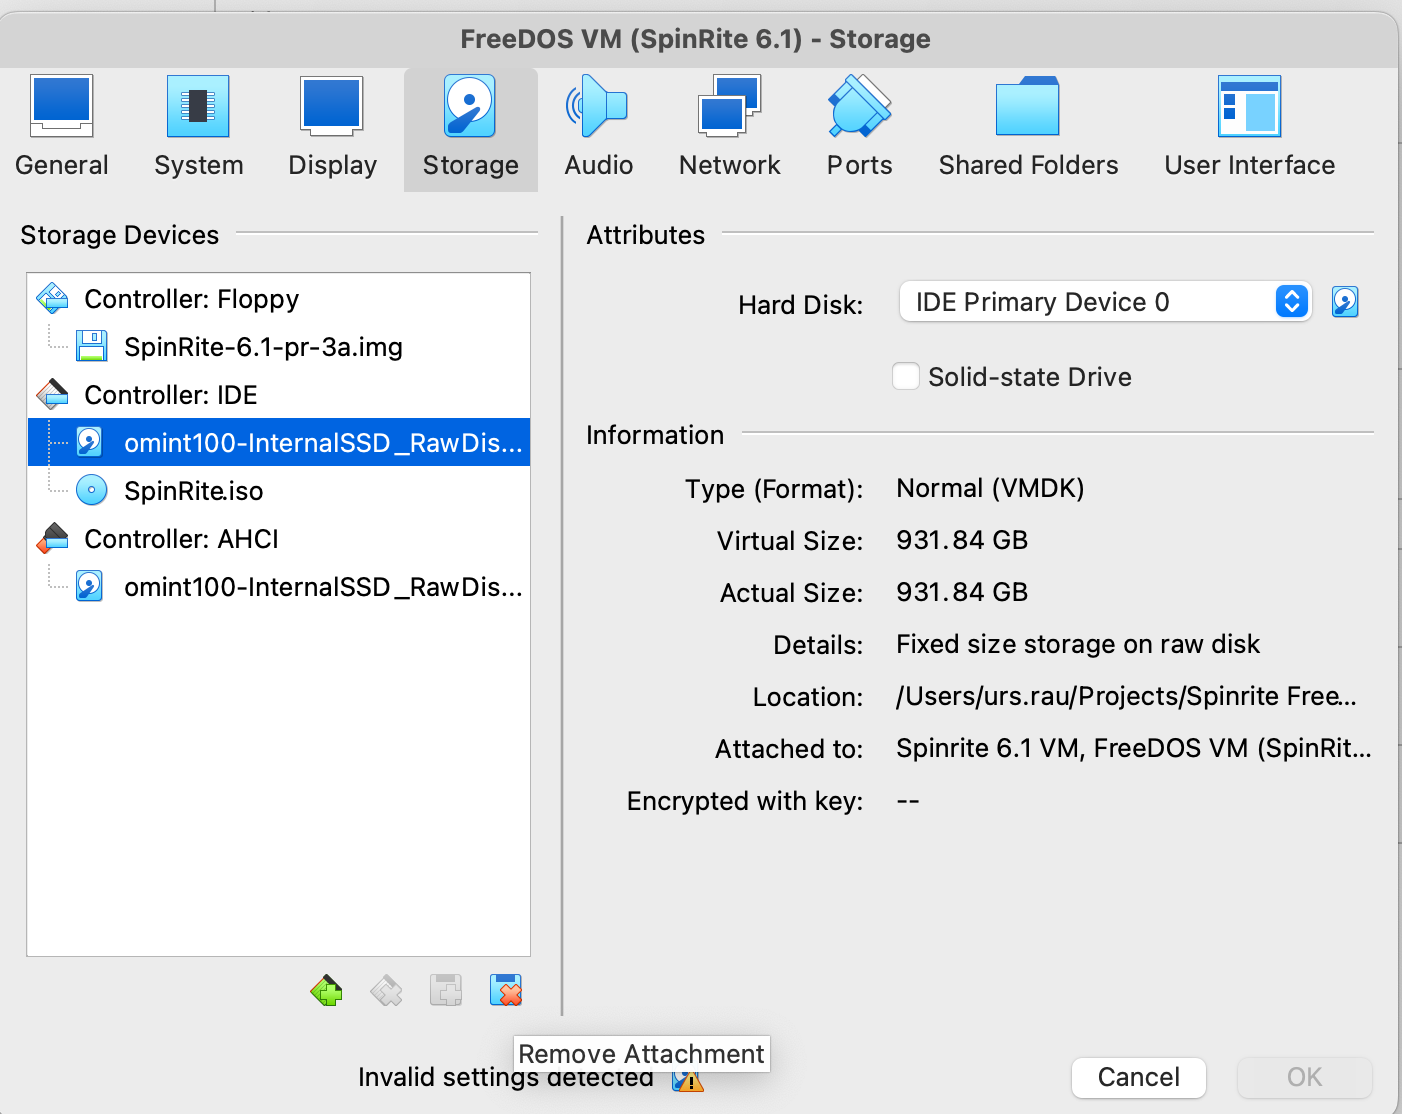 FreeDOS VM (SpinRite 6.1) - Storage
General
System
Display
Storage
Audio
Network
Ports
Shared Folders
User Interface
Storage Devices
Controller: Floppy
SpinRite-6.1-pr-3a.img
Controller: IDE
omint100-InternalSSD_RawDis...
SpinRite.iso
Controller: AHCI
omint100-InternalSSD_RawDis...
Attributes
Hard Disk: IDE Primary Device 0
Solid-state Drive
Information
Type (Format): Normal (VMDK)
Virtual Size: 931.84 GB
Actual Size: 931.84 GB
Details: Fixed size storage on raw disk
Location: /Users/urs.rau/Projects/Spinrite Free...
Attached to: Spinrite 6.1 VM, FreeDOS VM (SpinRit...
Encrypted with key: --
Remove Attachment
Invalid settings detected
Cancel
OK